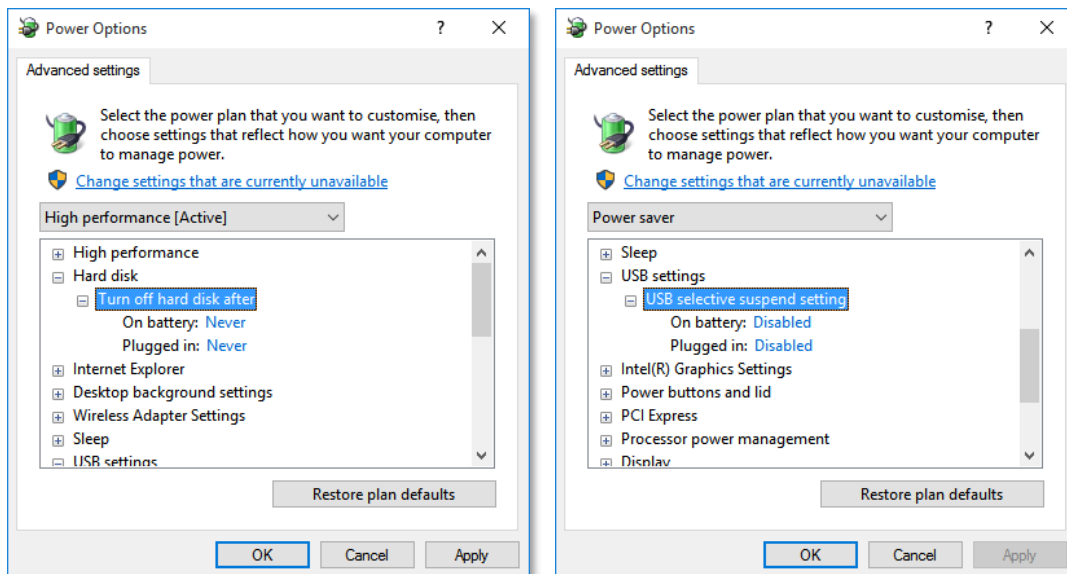 Power Options
Advanced settings
Select the power plan that you want to customise, then
choose settings that reflect how you want your computer
to manage power.
Change settings that are currently unavailable
High performance [Active]
High performance
Hard disk
Turn off hard disk after
On battery: Never
Plugged in: Never
Internet Explorer
Desktop background settings
Wireless Adapter Settings
Sleep
USB settings
Restore plan defaults
OK
Cancel
Apply
Power Options
Advanced settings
Select the power plan that you want to customise, then
choose settings that reflect how you want your computer
to manage power.
Change settings that are currently unavailable
Power saver
Sleep
USB settings
USB selective suspend setting
On battery: Disabled
Plugged in: Disabled
Intel(R) Graphics Settings
Power buttons and lid
PCI Express
Processor power management
Display
Restore plan defaults
OK
Cancel
Apply